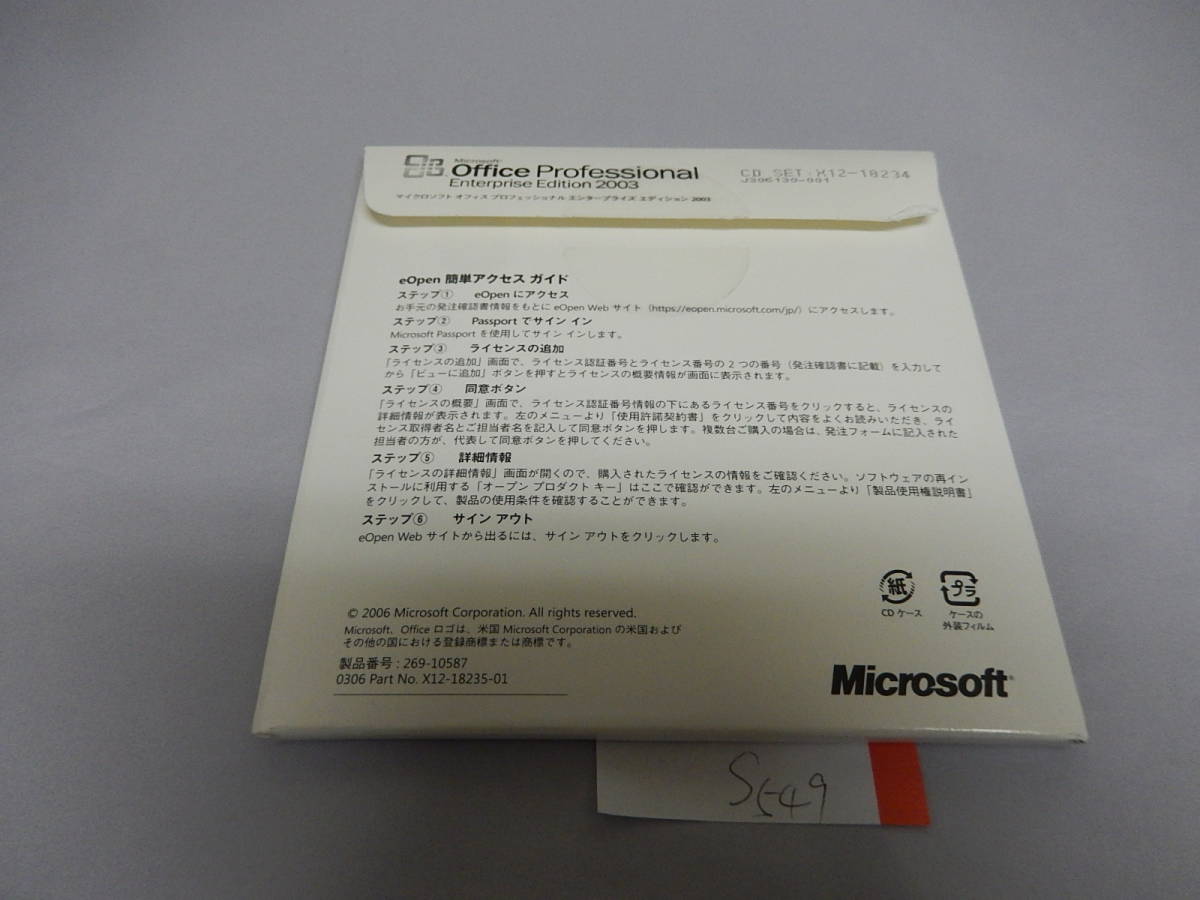 Microsoft
Office Professional
Enterprise Edition 2003
マイクロソフト オフィス プロフェッショナル エンタープライズ エディション 2003
CD SET:X12-18234
J306139-001
eOpen 簡単アクセス ガイド
ステップ① eOpen にアクセス
お手元の発注確認書情報をもとに eOpen Web サイト (https://eopen.microsoft.com/jp/) にアクセスします。
ステップ② Passport でサイン イン
Microsoft Passport を使用してサイン インします。
ステップ③ ライセンスの追加
「ライセンスの追加」画面で、ライセンス認証番号とライセンス番号の 2 つの番号 (発注確認書に記載) を入力して
から「ビューに追加」ボタンを押すとライセンスの概要情報が画面に表示されます。
ステップ④ 同意ボタン
「ライセンスの概要」画面で、ライセンス認証番号情報の下にあるライセンス番号をクリックすると、ライセンスの
詳細情報が表示されます。左のメニューより「使用許諾契約書」をクリックして内容をよくお読みいただき、ライ
センス取得者名とご担当者名を記入して同意ボタンを押します。複数台ご購入の場合は、発注フォームに記入された
担当者の方が、代表して同意ボタンを押してください。
ステップ⑤ 詳細情報
「ライセンスの詳細情報」画面が開くので、購入されたライセンスの情報をご確認ください。ソフトウェアの再イン
ストールに利用する「オープン プロダクト キー」はここで確認ができます。左のメニューより「製品使用権説明書」
をクリックして、製品の使用条件を確認することができます。
ステップ⑥ サイン アウト
eOpen Web サイトから出るには、サイン アウトをクリックします。
紙
CD ケース
プラ
ケースの
外装フィルム
© 2006 Microsoft Corporation. All rights reserved.
Microsoft、Office ロゴは、米国 Microsoft Corporation の米国および
その他の国における登録商標または商標です。
製品番号 : 269-10587
0306 Part No. X12-18235-01
Microsoft